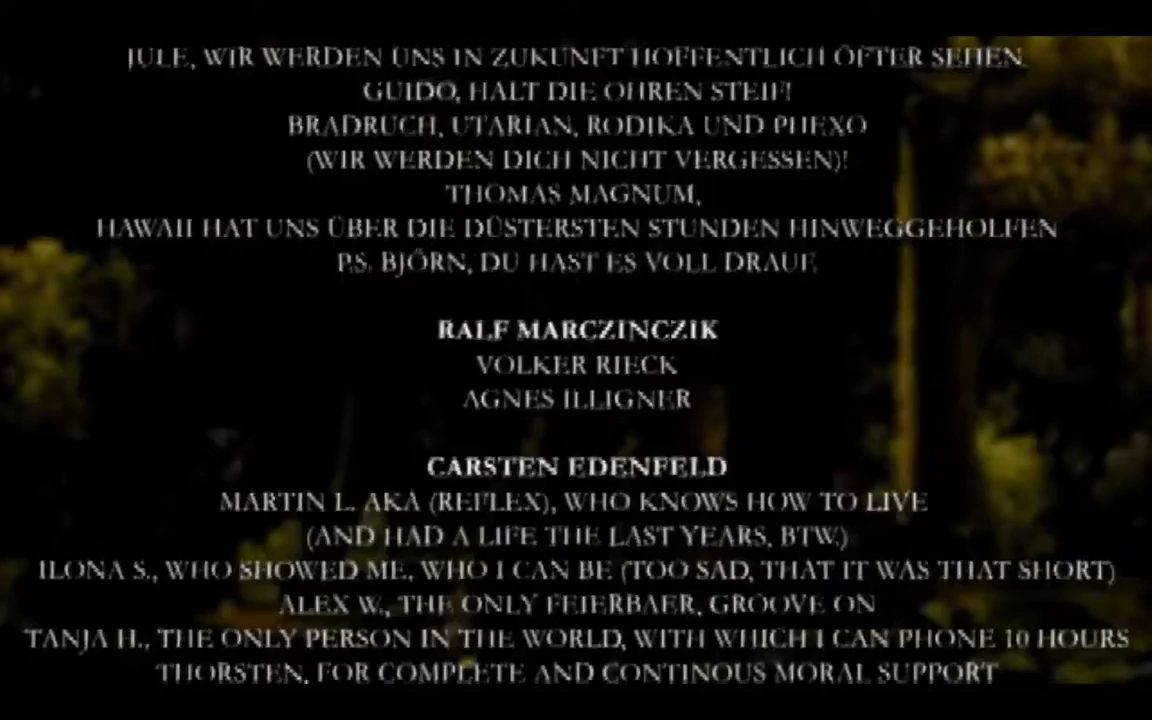 JULE, WIR WERDEN UNS IN ZUKUNFT HOFFENTLICH ÖFTER SEHEN.
GUIDO, HALT DIE OHREN STEIF!
BRADRUCH, UTARIAN, RODIKA UND PHEXO
(WIR WERDEN DICH NICHT VERGESSEN)!
THOMAS MAGNUM,
HAWAII HAT UNS ÜBER DIE DÜSTERSTEN STUNDEN HINWEGGEHOLFEN
P.S. BJÖRN, DU HAST ES VOLL DRAUF.
RALF MARCZINCZIK
VOLKER RIECK
AGNES ILLIGNER
CARSTEN EDENFELD
MARTIN L. AKA (REFLEX), WHO KNOWS HOW TO LIVE
(AND HAD A LIFE THE LAST YEARS, BTW.)
ILONA S., WHO SHOWED ME, WHO I CAN BE (TOO SAD, THAT IT WAS THAT SHORT)
ALEX W., THE ONLY FEIERBAER, GROOVE ON
TANJA H., THE ONLY PERSON IN THE WORLD, WITH WHICH I CAN PHONE 10 HOURS
THORSTEN, FOR COMPLETE AND CONTINOUS MORAL SUPPORT